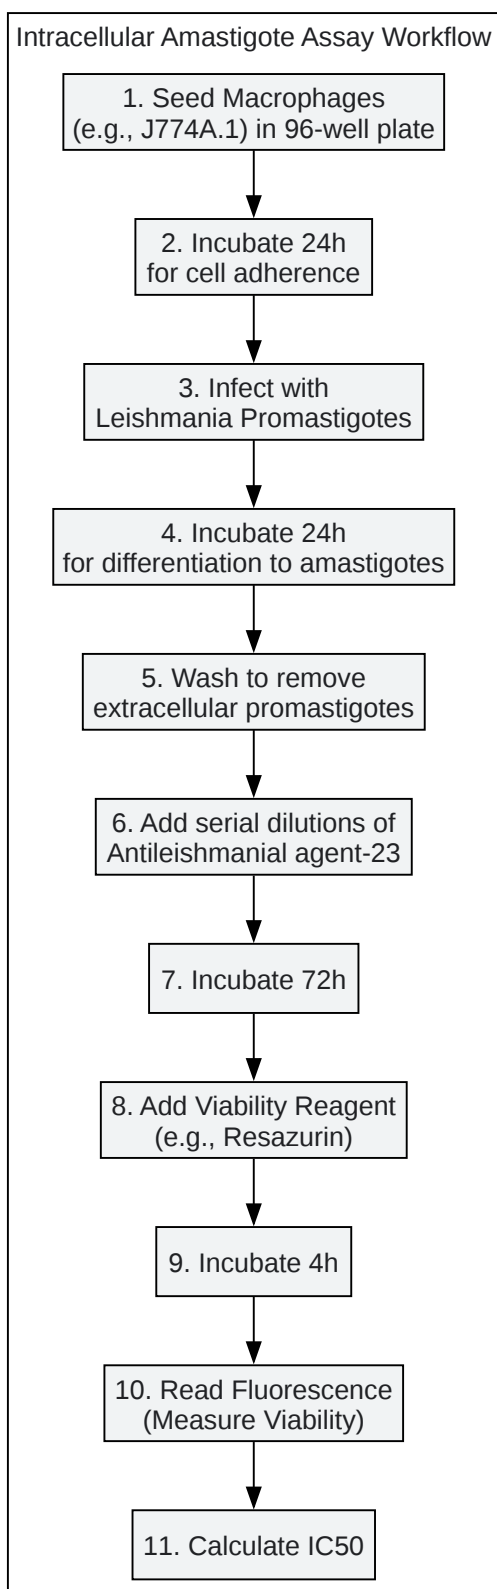 Intracellular Amastigote Assay Workflow
1. Seed Macrophages
(e.g., J774A.1) in 96-well plate
2. Incubate 24h
for cell adherence
3. Infect with
Leishmania Promastigotes
4. Incubate 24h
for differentiation to amastigotes
5. Wash to remove
extracellular promastigotes
6. Add serial dilutions of
Antileishmanial agent-23
7. Incubate 72h
8. Add Viability Reagent
(e.g., Resazurin)
9. Incubate 4h
10. Read Fluorescence
(Measure Viability)
11. Calculate IC50